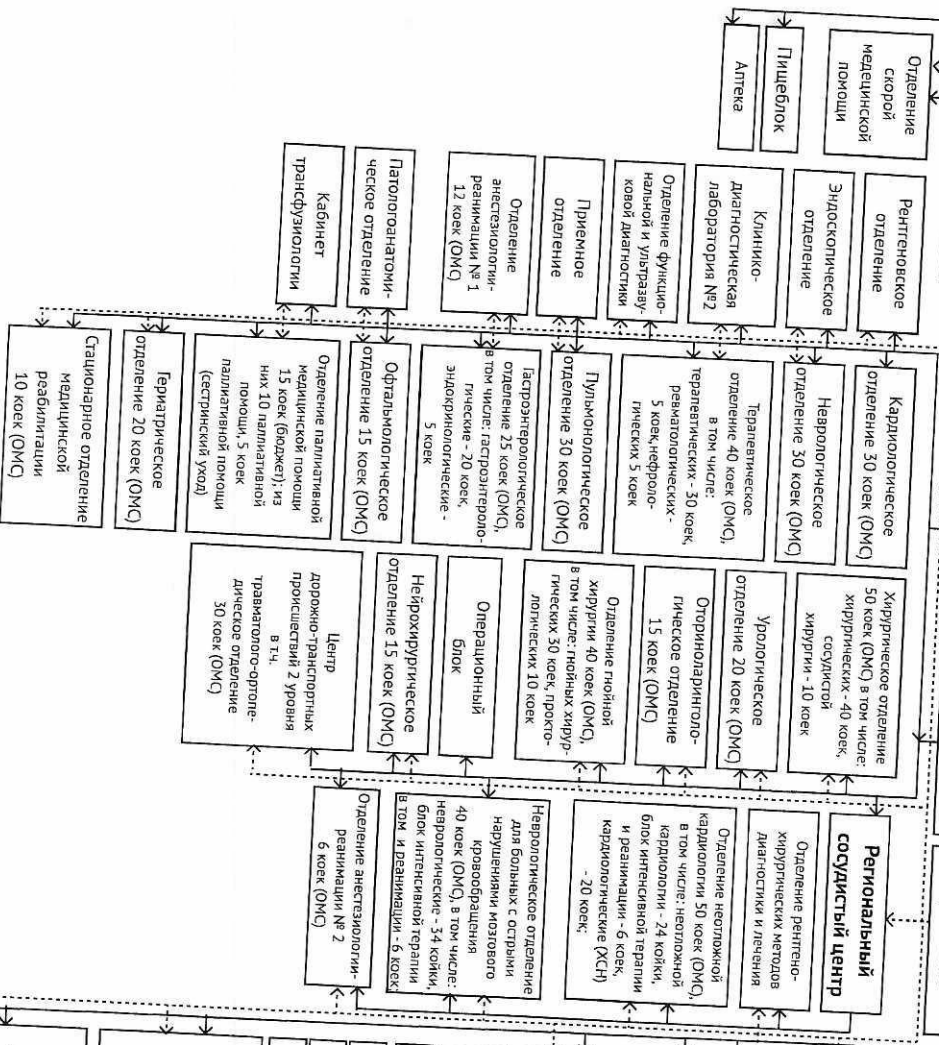 Отделение
скорой
медецинской
помощи
Пищеблок
Аптека
Рентгеновское
отделение
Эндоскопическое
отделение
Клинико-
диагностическая
лаборатория №2
Отделение функцио-
нальной и ультразву-
ковой диагностики
Приемное
отделение
Отделение
анестезиологии-
реанимации № 1
12 коек (ОМС)
Патологоанатоми-
ческое отделение
Кабинет
трансфузиологии
Кардиологическое
отделение 30 коек (ОМС)
Неврологическое
отделение 30 коек (ОМС)
Терапевтическое
отделение 40 коек (ОМС),
в том числе:
терапевтических - 30 коек,
ревматологических -
5 коек,нефроло-
гических 5 коек
Пульмонологическое
отделение 30 коек (ОМС)
Гастроэнтерологическое
отделение 25 коек (ОМС),
в том числе: гастроэнтероло-
гические - 20 коек,
эндокринологические -
5 коек
Офтальмологическое
отделение 15 коек (ОМС)
Отделение паллиативной
медицинской помощи
15 коек (бюджет); из
них 10 паллиативной
помощи, 5 коек
паллиативной помощи
(сестринский уход)
Гериатрическое
отделение 20 коек (ОМС)
Стационарное отделение
медицинской
реабилитации
10 коек (ОМС)
Хирургическое отделение
50 коек (ОМС) в том числе:
хирургических - 40 коек,
сосудистой
хирургии - 10 коек
Урологическое
отделение 20 коек (ОМС)
Оториноларинголо-
гическое отделение
15 коек (ОМС)
Отделение гнойной
хирургии 40 коек (ОМС),
в том числе: гнойных хирур-
гических 30 коек, прокто-
логических 10 коек
Операционный
блок
Нейрохирургическое
отделение 15 коек (ОМС)
Центр
дорожно-транспортных
происшествий 2 уровня
в т.ч.
травматолого-ортопе-
дическое отделение
30 коек (ОМС)
Региональный
сосудистый центр
Отделение рентгено-
хирургических методов
диагностики и лечения
Отделение неотложной
кардиологии 50 коек (ОМС),
в том числе: неотложной
кардиологии - 24 койки,
блок интенсивной терапии
и реанимации - 6 коек,
кардиологические (ХСН)
- 20 коек;
Неврологическое отделение
для больных с острыми
нарушениями мозгового
кровообращения
40 коек (ОМС), в том числе:
неврологические - 34 койки,
блок интенсивной терапии
в том и реанимации - 6 коек;
Отделение анестезиологии-
реанимации № 2
6 коек (ОМС)